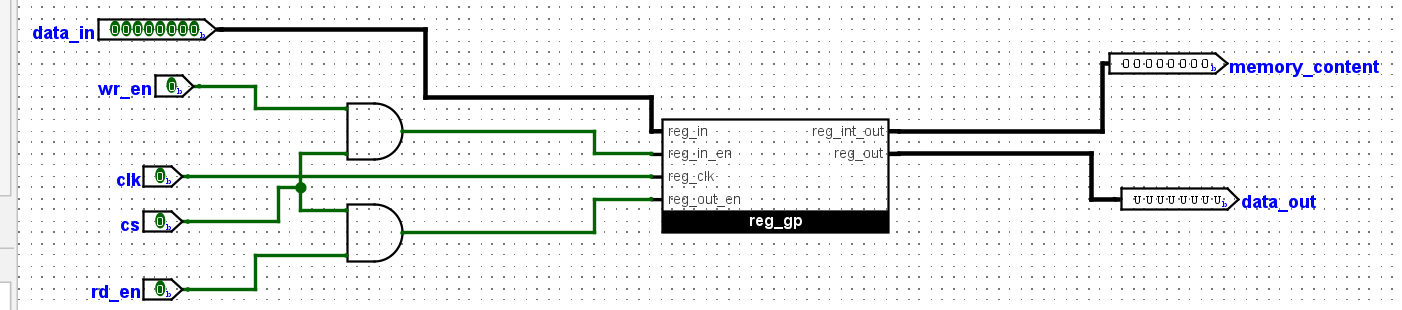 data_in
00000000b
wr_en
0b
clk
0b
cs
0b
rd_en
0b
reg_in
reg_in_en
reg_clk
reg_out_en
reg_int_out
reg_out
reg_gp
00000000b
memory_content
UUUUUUUUb
data_out